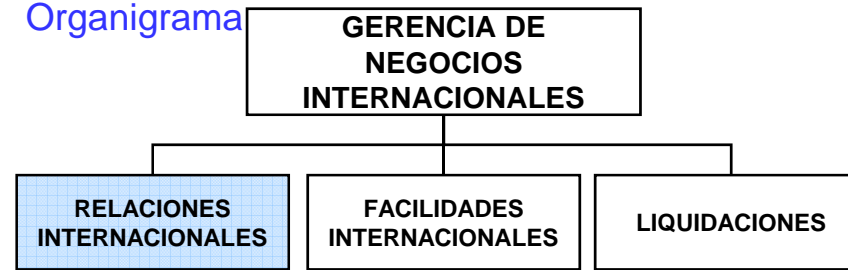 Organigrama
GERENCIA DE
NEGOCIOS
INTERNACIONALES
RELACIONES
INTERNACIONALES
FACILIDADES
INTERNACIONALES
LIQUIDACIONES